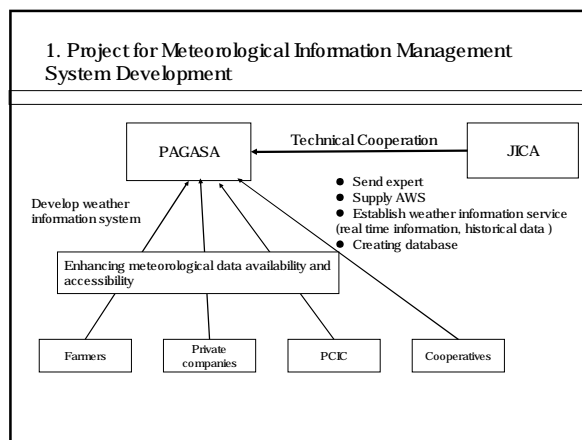 1. Project for Meteorological Information Management
System Development
Technical Cooperation
PAGASA
JICA
● Send expert
● Supply AWS
● Establish weather information service
(real time information, historical data )
● Creating database
Develop weather
information system
Enhancing meteorological data availability and
accessibility
Farmers
Private
companies
PCIC
Cooperatives